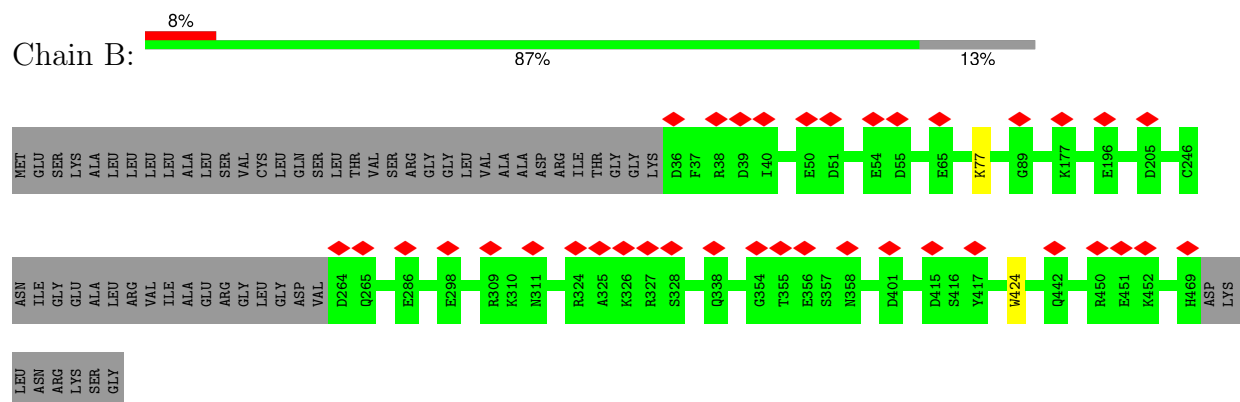 8%
Chain B:
87%
13%
MET GLU SER LYS ALA LEU LEU LEU LEU ALA LEU SER VAL CYS LEU GLN SER LEU THR VAL SER ARG GLY GLY LEU VAL ALA ALA ASP ARG ILE THR GLY GLY LYS D36 F37 R38 D39 I40 E50 D51 E54 D55 E65 K77 G89 K177 E196 D205 C246
ASN ILE GLY GLU ALA LEU ARG VAL ILE ALA GLU ARG GLY LEU GLY ASP VAL D264 Q265 E286 E298 R309 K310 N311 R324 A325 K326 R327 S328 Q338 G354 T355 E356 S357 N358 D401 D415 S416 Y417 W424 Q442 R450 E451 K452 H469 ASP LYS
LEU ASN ARG LYS SER GLY